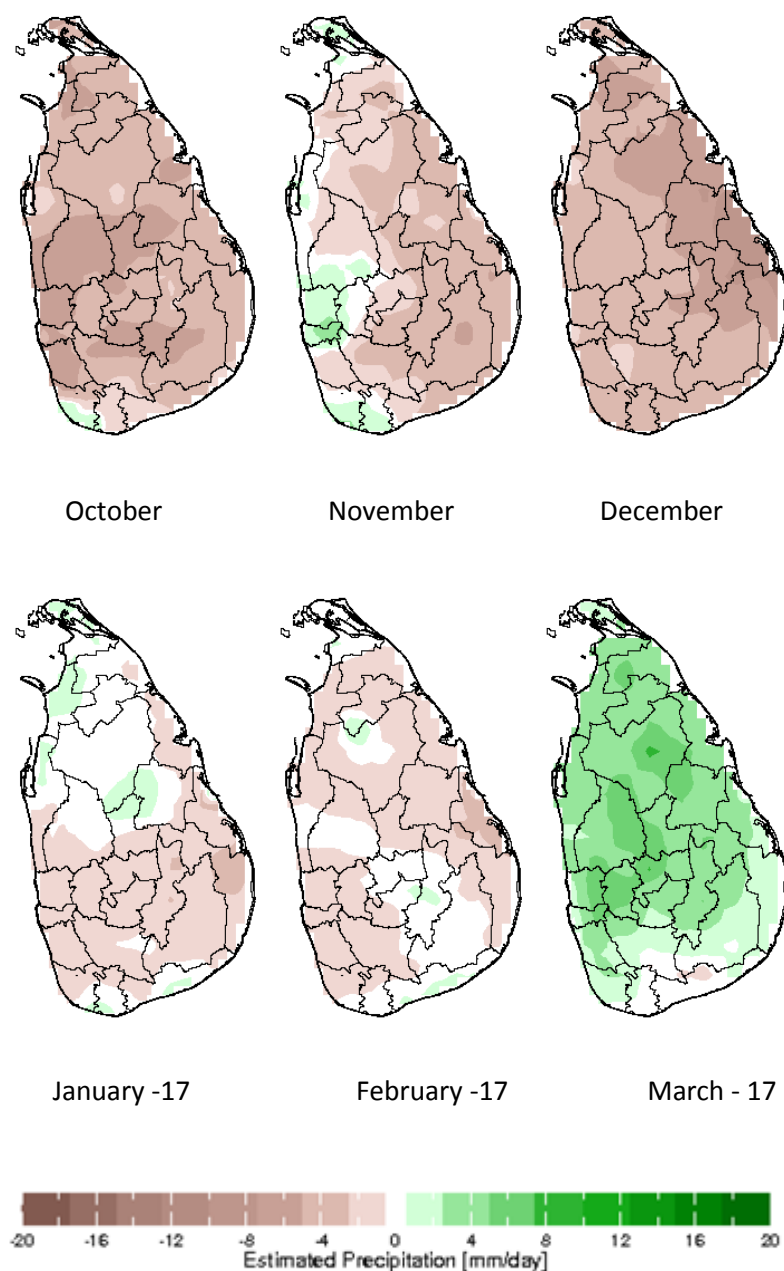 October November December
January -17 February -17 March - 17
-20 -16 -12 -8 -4 0 4 8 12 16 20
Estimated Precipitation [mm/day]